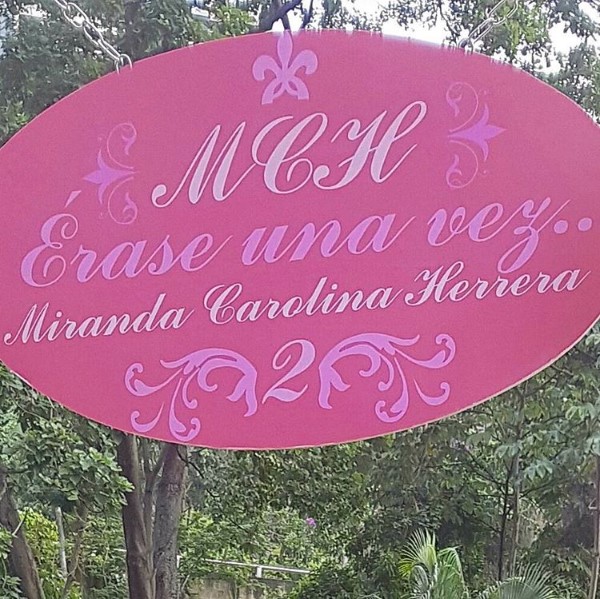 MCH
Érase una vez..
Miranda Carolina Herrera
2